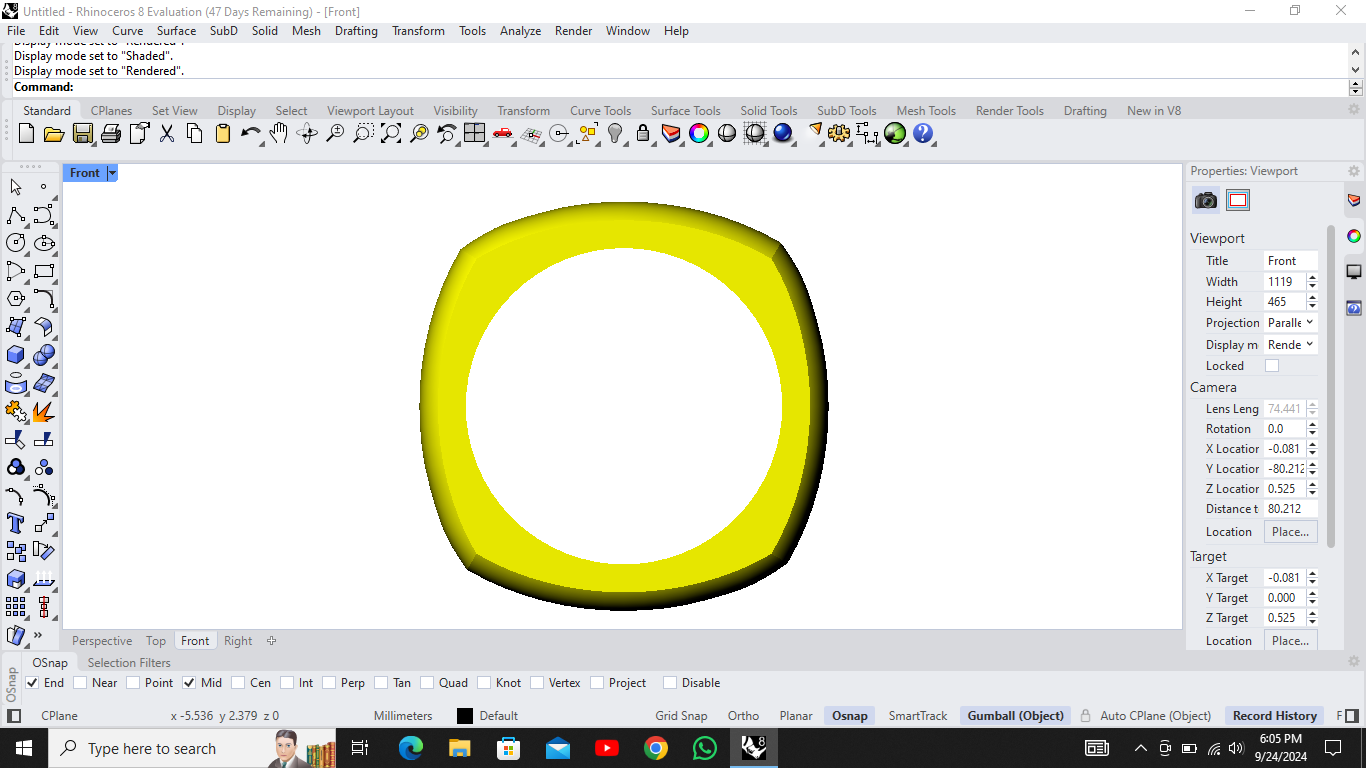 Untitled - Rhinoceros 8 Evaluation (47 Days Remaining) - [Front]
File Edit View Curve Surface SubD Solid Mesh Drafting Transform Tools Analyze Render Window Help
Display mode set to "Rendered".
Display mode set to "Shaded".
Display mode set to "Rendered".
Command:
Standard CPlanes Set View Display Select Viewport Layout Visibility Transform Curve Tools Surface Tools Solid Tools SubD Tools Mesh Tools Render Tools Drafting New in V8
Front
Properties: Viewport
Viewport
Title Front
Width 1119
Height 465
Projection Paralle
Display m Rende
Locked
Camera
Lens Leng 74.441
Rotation 0.0
X Location -0.081
Y Location -80.212
Z Location 0.525
Distance t 80.212
Location Place...
Target
X Target -0.081
Y Target 0.000
Z Target 0.525
Location Place...
Perspective Top Front Right
OSnap
OSnap Selection Filters
End Near Point Mid Cen Int Perp Tan Quad Knot Vertex Project Disable
CPlane x -5.536 y 2.379 z 0 Millimeters Default Grid Snap Ortho Planar Osnap SmartTrack Gumball (Object) Auto CPlane (Object) Record History F
Type here to search
8
6:05 PM
9/24/2024